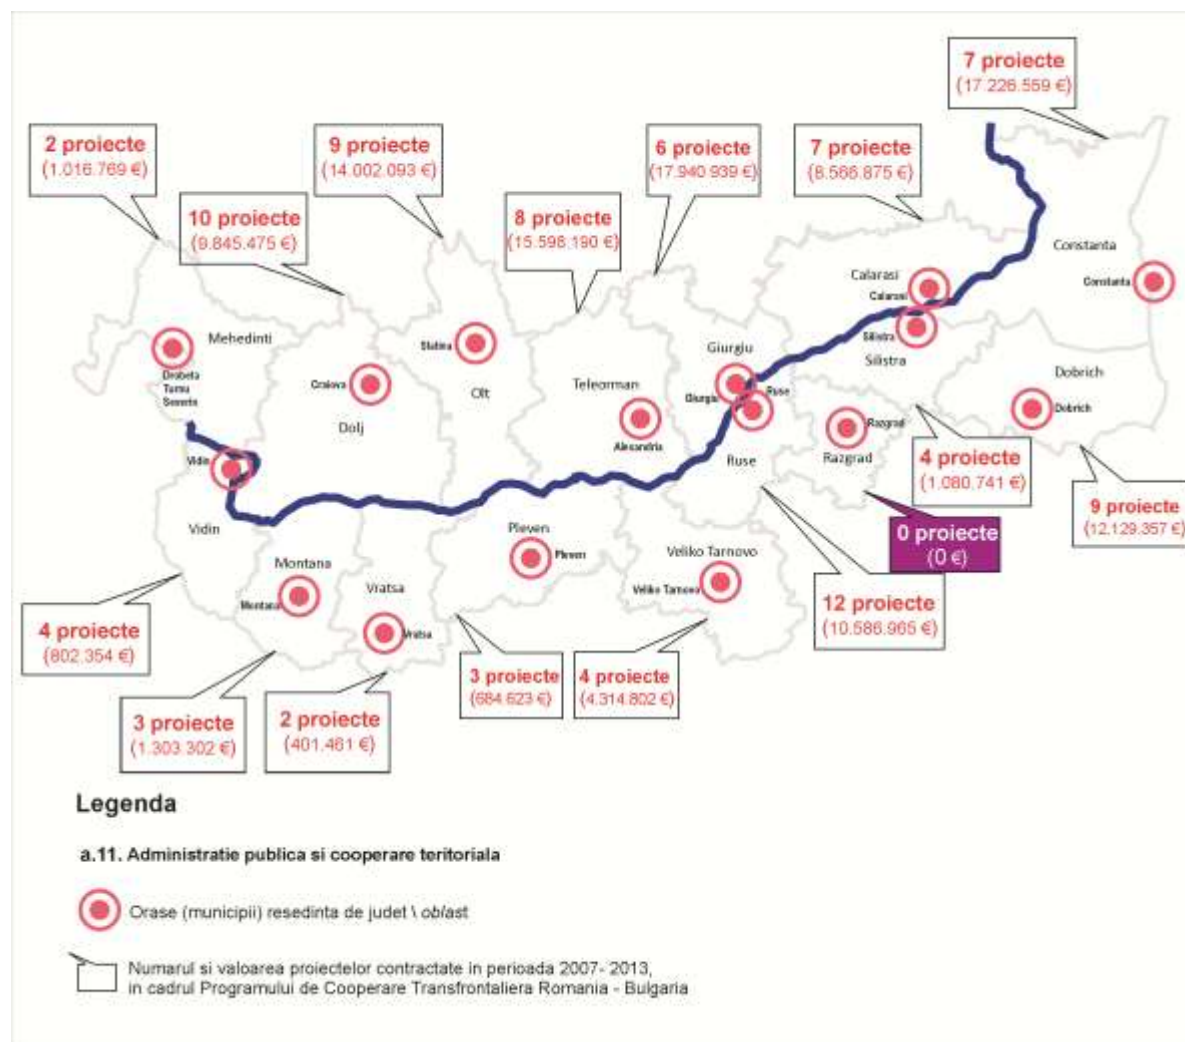 7 proiecte
(17.226.559 €)
2 proiecte
(1.016.769 €)
9 proiecte
(14.002.093 €)
6 proiecte
(17.940.939 €)
7 proiecte
(8.566.875 €)
10 proiecte
(9.845.475 €)
8 proiecte
(15.598.190 €)
Constanta
Constanta
Calarasi
Calarasi
Silistra
Silistra
Mehedinti
Drobeta
Turnu
Severin
Slatina
Olt
Craiova
Dolj
Teleorman
Alexandria
Giurgiu
Giurgiu
Ruse
Ruse
Razgrad
Razgrad
Dobrich
Dobrich
4 proiecte
(1.080.741 €)
9 proiecte
(12.129.357 €)
0 proiecte
(0 €)
Vidin
Vidin
Montana
Montana
Vratsa
Vratsa
Pleven
Pleven
Veliko Tarnovo
Veliko Tarnovo
12 proiecte
(10.586.965 €)
4 proiecte
(802.354 €)
3 proiecte
(684.623 €)
4 proiecte
(4.314.802 €)
3 proiecte
(1.303.302 €)
2 proiecte
(401.461 €)
Legenda
a.11. Administratie publica si cooperare teritoriala
Orase (municipii) resedinta de judet \ oblast
Numarul si valoarea proiectelor contractate in perioada 2007- 2013,
in cadrul Programului de Cooperare Transfrontaliera Romania - Bulgaria